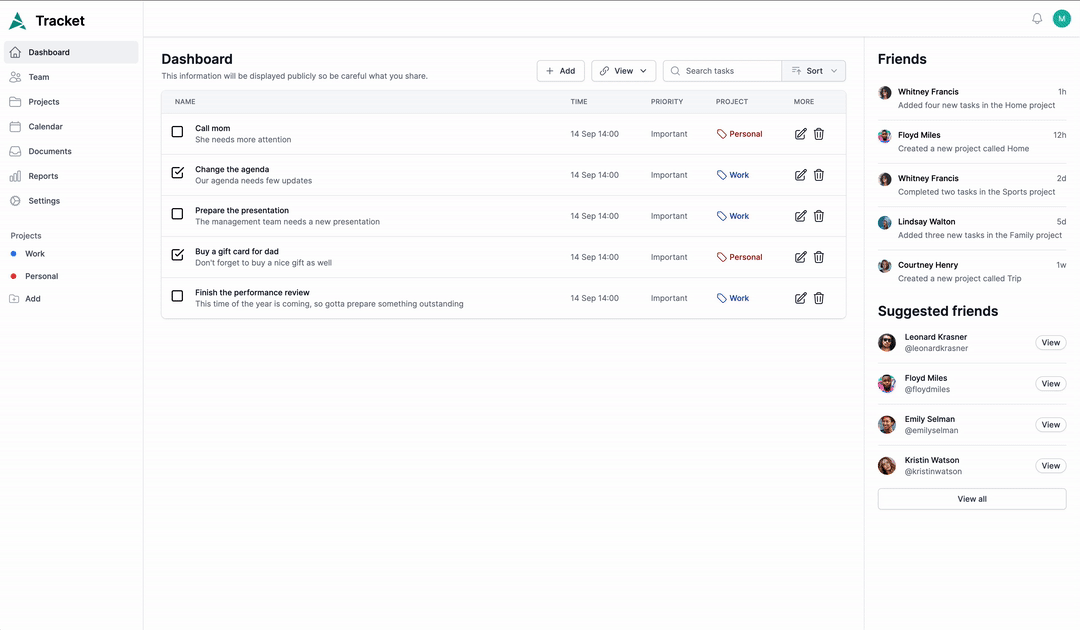 Tracket
M
Dashboard
Team
Projects
Calendar
Documents
Reports
Settings
Projects
Work
Personal
Add
Dashboard
This information will be displayed publicly so be careful what you share.
Add View Search tasks Sort
NAME TIME PRIORITY PROJECT MORE
Call mom
She needs more attention
14 Sep 14:00 Important Personal
Change the agenda
Our agenda needs few updates
14 Sep 14:00 Important Work
Prepare the presentation
The management team needs a new presentation
14 Sep 14:00 Important Work
Buy a gift card for dad
Don't forget to buy a nice gift as well
14 Sep 14:00 Important Personal
Finish the performance review
This time of the year is coming, so gotta prepare something outstanding
14 Sep 14:00 Important Work
Friends
Whitney Francis 1h
Added four new tasks in the Home project
Floyd Miles 12h
Created a new project called Home
Whitney Francis 2d
Completed two tasks in the Sports project
Lindsay Walton 5d
Added three new tasks in the Family project
Courtney Henry 1w
Created a new project called Trip
Suggested friends
Leonard Krasner
@leonardkrasner
View
Floyd Miles
@floydmiles
View
Emily Selman
@emilyselman
View
Kristin Watson
@kristinwatson
View
View all